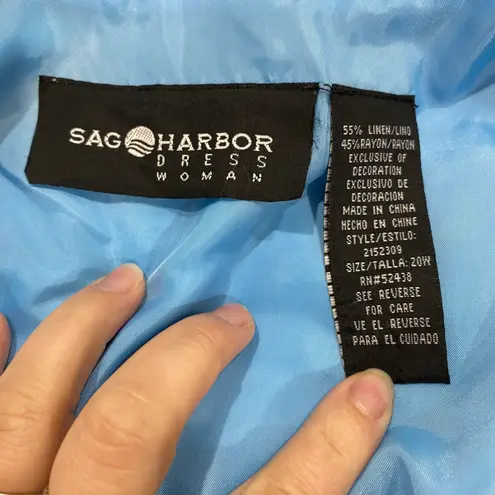 SAG HARBOR
DRESS
WOMAN
55% LINEN/LINO
45%RAYON/RAYON
EXCLUSIVE OF
DECORATION
EXCLUSIVO DE
DECORACION
MADE IN CHINA
HECHO EN CHINE
STYLE/ESTILO:
2152309
SIZE/TALLA: 20W
RN#52438
SEE REVERSE
FOR CARE
VE EL REVERSE
PARA EL CUIDADO